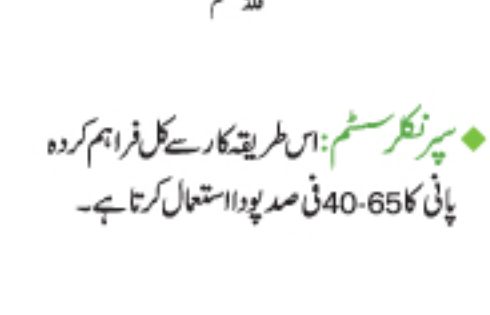 ◆ سپرنکلر سسٹم: اس طریقہ کار سے کل فراہم کردہ
پانی کا 65-40 فی صد پودا استعمال کرتا ہے۔